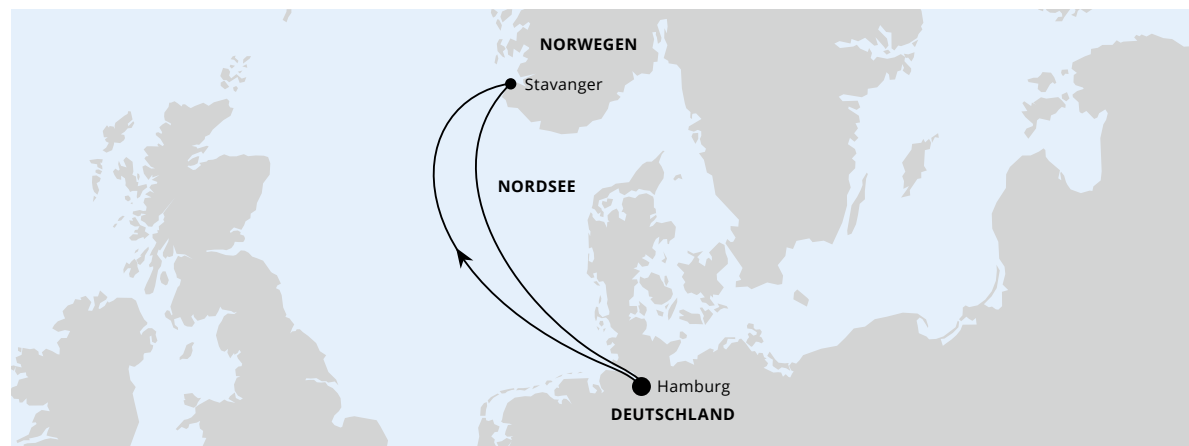 NORWEGEN
Stavanger
NORDSEE
Hamburg
DEUTSCHLAND